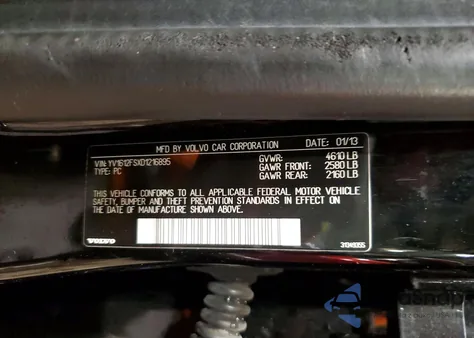 MFD BY VOLVO CAR CORPORATION DATE: 01/13
VIN: YV1612FSXD1216895 GVWR: 4610 LB
TYPE: PC GAWR FRONT: 2580 LB
GAWR REAR: 2160 LB
THIS VEHICLE CONFORMS TO ALL APPLICABLE FEDERAL MOTOR VEHICLE
SAFETY, BUMPER AND THEFT PREVENTION STANDARDS IN EFFECT ON
THE DATE OF MANUFACTURE SHOWN ABOVE.
VOLVO